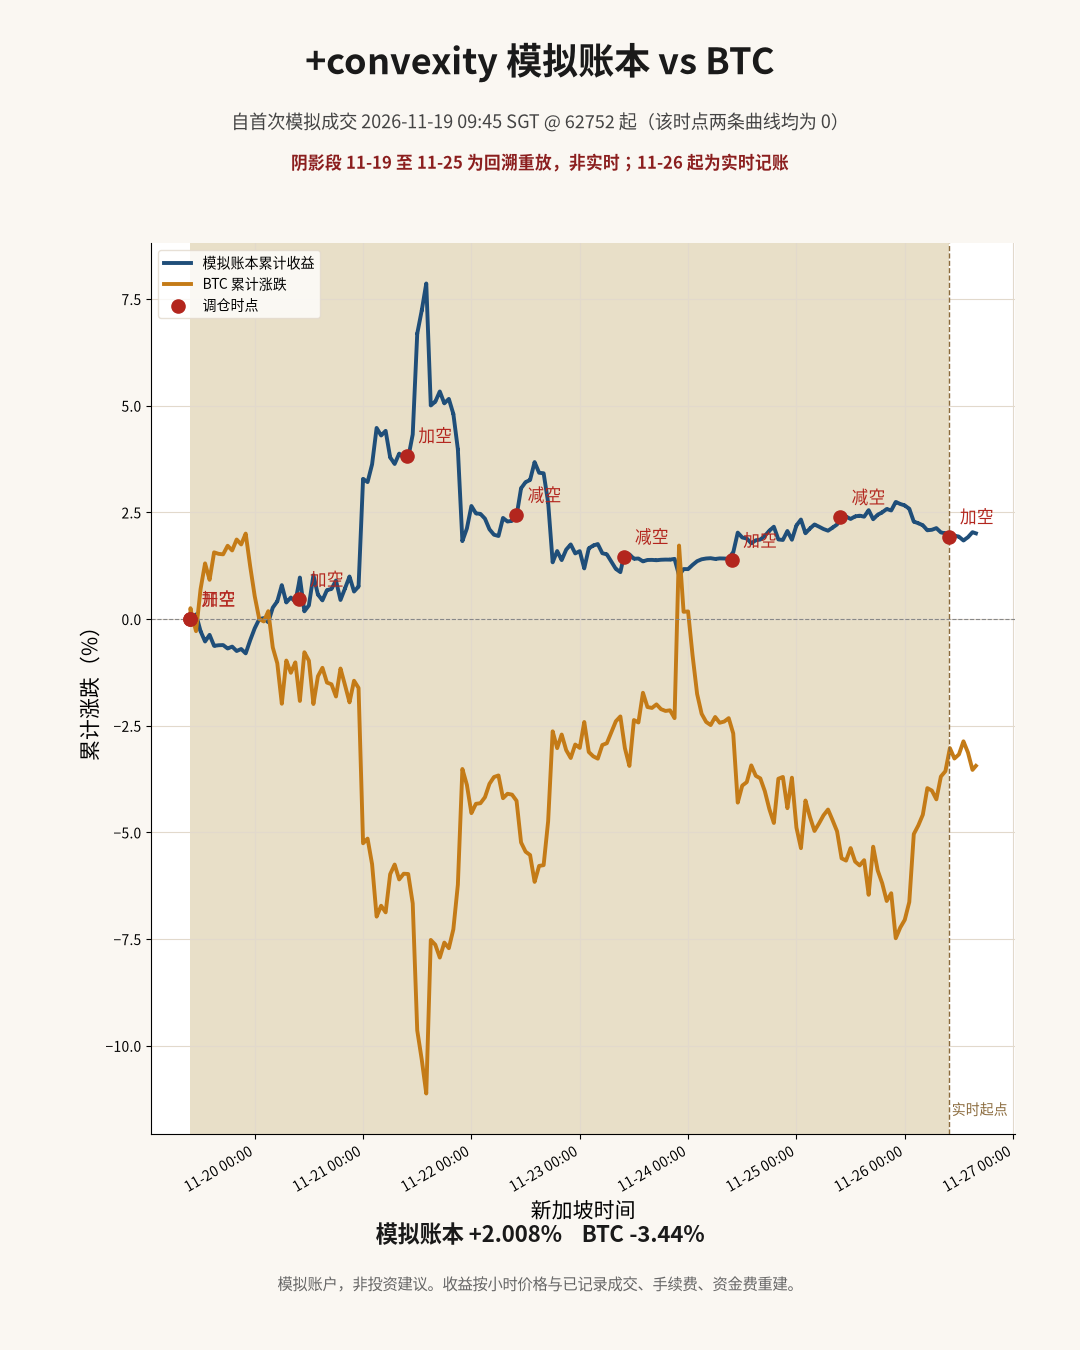 +convexity 模拟账本 vs BTC
自首次模拟成交 2026-11-19 09:45 SGT @ 62752 起（该时点两条曲线均为 0）
阴影段 11-19 至 11-25 为回溯重放，非实时；11-26 起为实时记账
模拟账本累计收益
BTC 累计涨跌
调仓时点
7.5
5.0
2.5
0.0
−2.5
−5.0
−7.5
−10.0
累计涨跌（%）
加空
加空
减空
减空
加空
减空
加空
实时起点
11-20 00:00
11-21 00:00
11-22 00:00
11-23 00:00
11-24 00:00
11-25 00:00
11-26 00:00
11-27 00:00
新加坡时间
模拟账本 +2.008% BTC -3.44%
模拟账户，非投资建议。收益按小时价格与已记录成交、手续费、资金费重建。